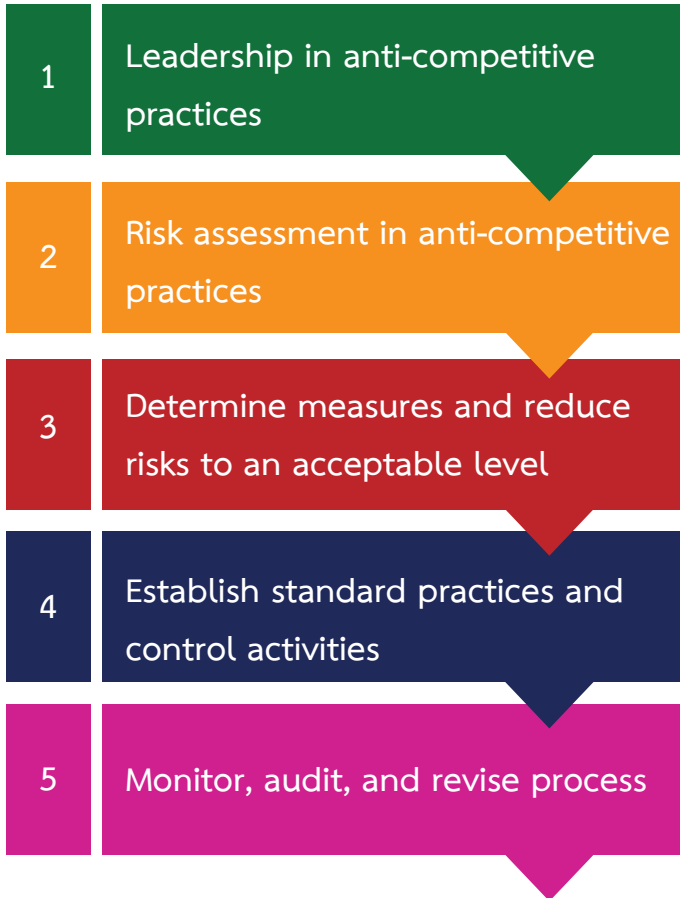 1
Leadership in anti-competitive
practices
2
Risk assessment in anti-competitive
practices
3
Determine measures and reduce
risks to an acceptable level
4
Establish standard practices and
control activities
5
Monitor, audit, and revise process